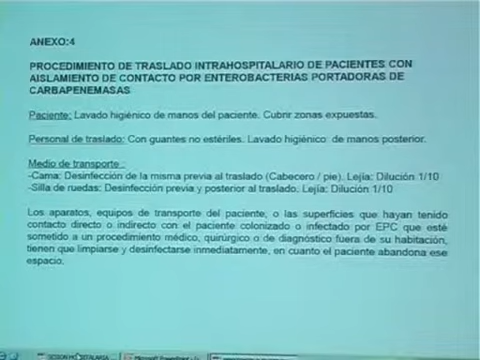 ANEXO:4
PROCEDIMIENTO DE TRASLADO INTRAHOSPITALARIO DE PACIENTES CON
AISLAMIENTO DE CONTACTO POR ENTEROBACTERIAS PORTADORAS DE
CARBAPENEMASAS
Paciente: Lavado higiénico de manos del paciente. Cubrir zonas expuestas.
Personal de traslado: Con guantes no estériles. Lavado higiénico de manos posterior.
Medio de transporte :
-Cama: Desinfección de la misma previa al traslado (Cabecero / pie). Lejía: Dilución 1/10
-Silla de ruedas: Desinfección previa y posterior al traslado. Lejía: Dilución 1/10
Los aparatos, equipos de transporte del paciente, o las superficies que hayan tenido
contacto directo o indirecto con el paciente colonizado o infectado por EPC que esté
sometido a un procedimiento médico, quirúrgico o de diagnóstico fuera de su habitación,
tienen que limpiarse y desinfectarse inmediatamente, en cuanto el paciente abandona ese
espacio.
Microsoft PowerPoint